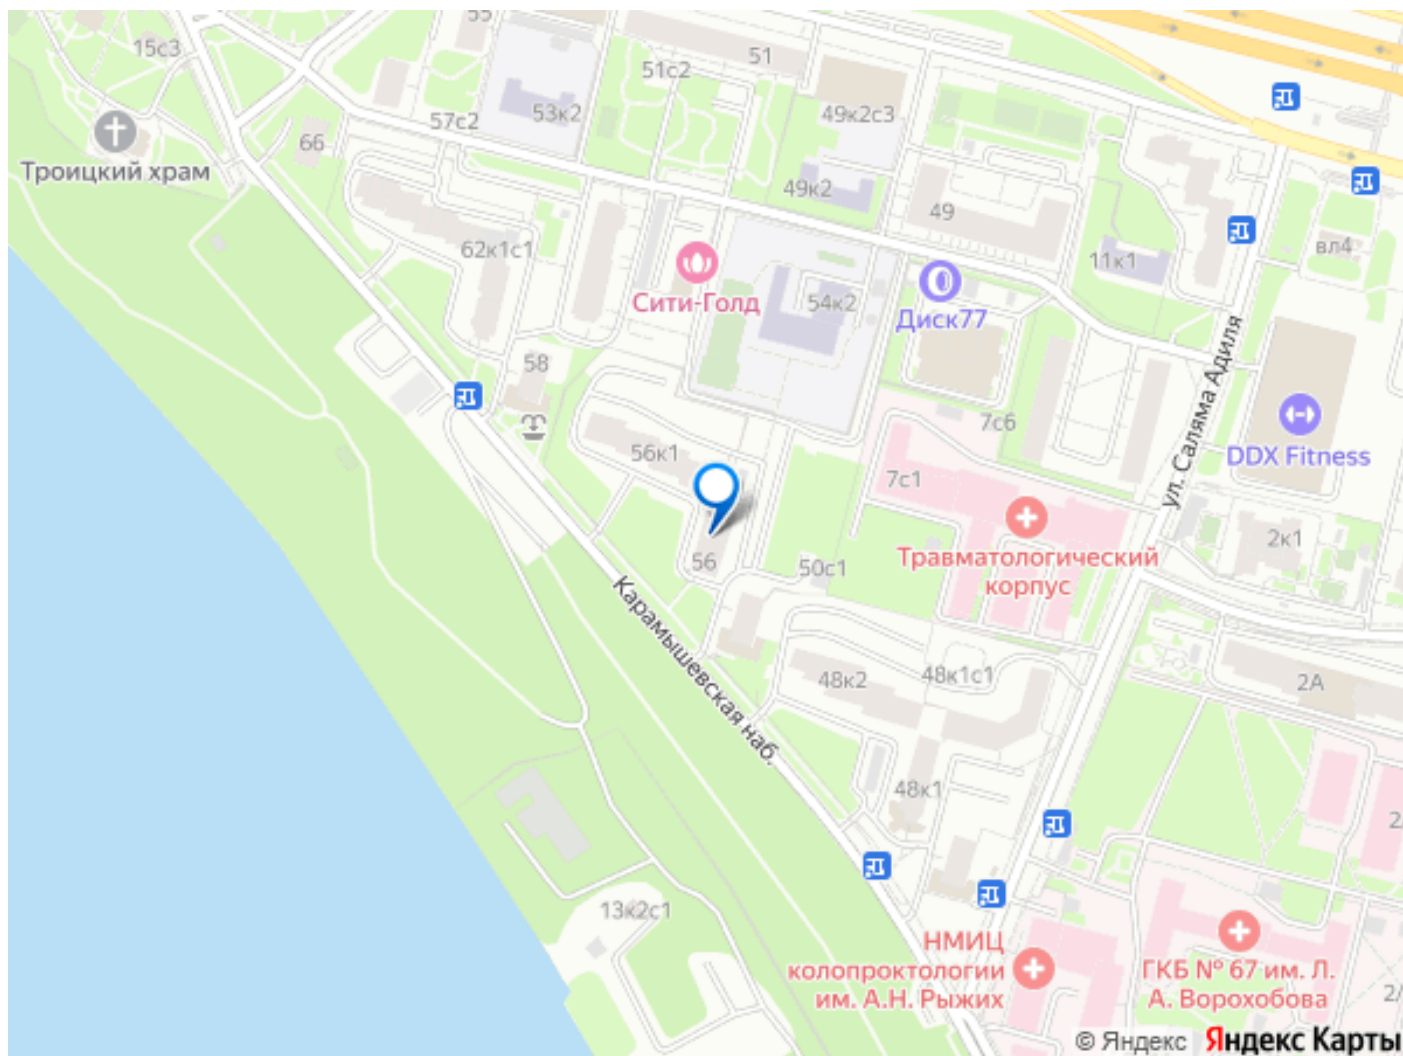 55
15с3
51
51с2
53к2
49к2с3
57с2
66
Троицкий храм
49к2
49
62к1с1
вл4
11к1
Сити-Голд
54к2
Диск77
58
7с6
ул. Саляма Адиля
DDX Fitness
56к1
7с1
Травматологический
корпус
2к1
56
50с1
Карамышевская наб.
48к2
48к1с1
2А
48к1
13к2с1
НМИЦ
колопроктологии
им. А.Н. Рыжих
ГКБ № 67 им. Л.
А. Ворохобова
2/
© Яндекс Яндекс Карты